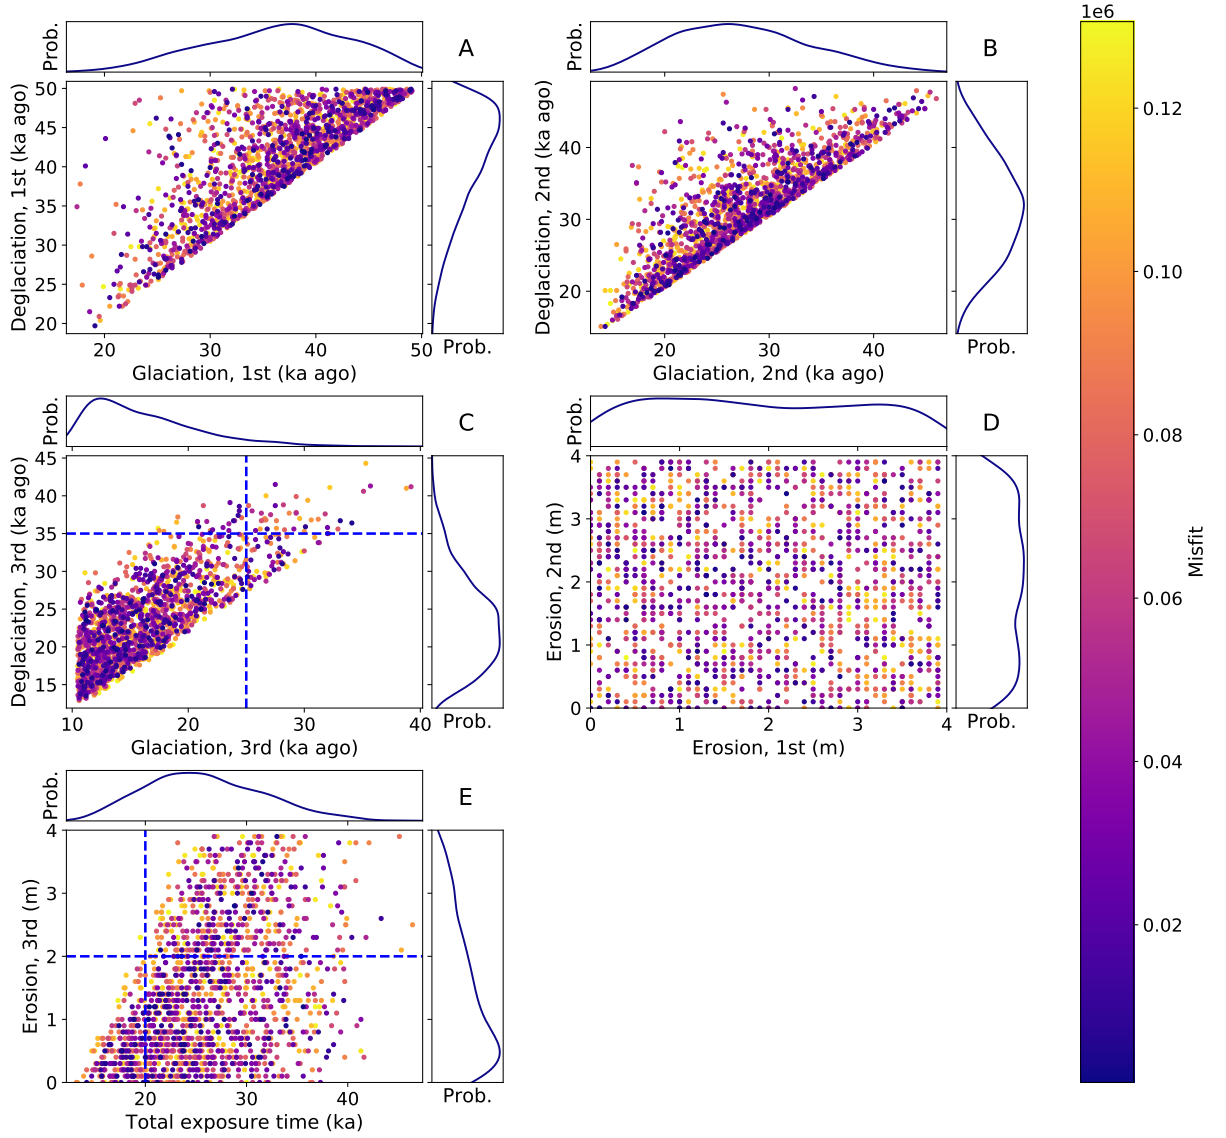 1e6
Prob.
A
Prob.
B
Deglaciation, 1st (ka ago)
50
45
40
35
30
25
20
20
30
40
50
Prob.
Glaciation, 1st (ka ago)
Deglaciation, 2nd (ka ago)
40
30
20
20
30
40
Prob.
Glaciation, 2nd (ka ago)
Prob.
C
Prob.
D
Deglaciation, 3rd (ka ago)
45
40
35
30
25
20
15
10
20
30
40
Prob.
Glaciation, 3rd (ka ago)
Erosion, 2nd (m)
4
3
2
1
0
0
1
2
3
4
Prob.
Erosion, 1st (m)
Prob.
E
Erosion, 3rd (m)
4
3
2
1
0
20
30
40
Prob.
Total exposure time (ka)
0.12
0.10
0.08
0.06
0.04
0.02
Misfit